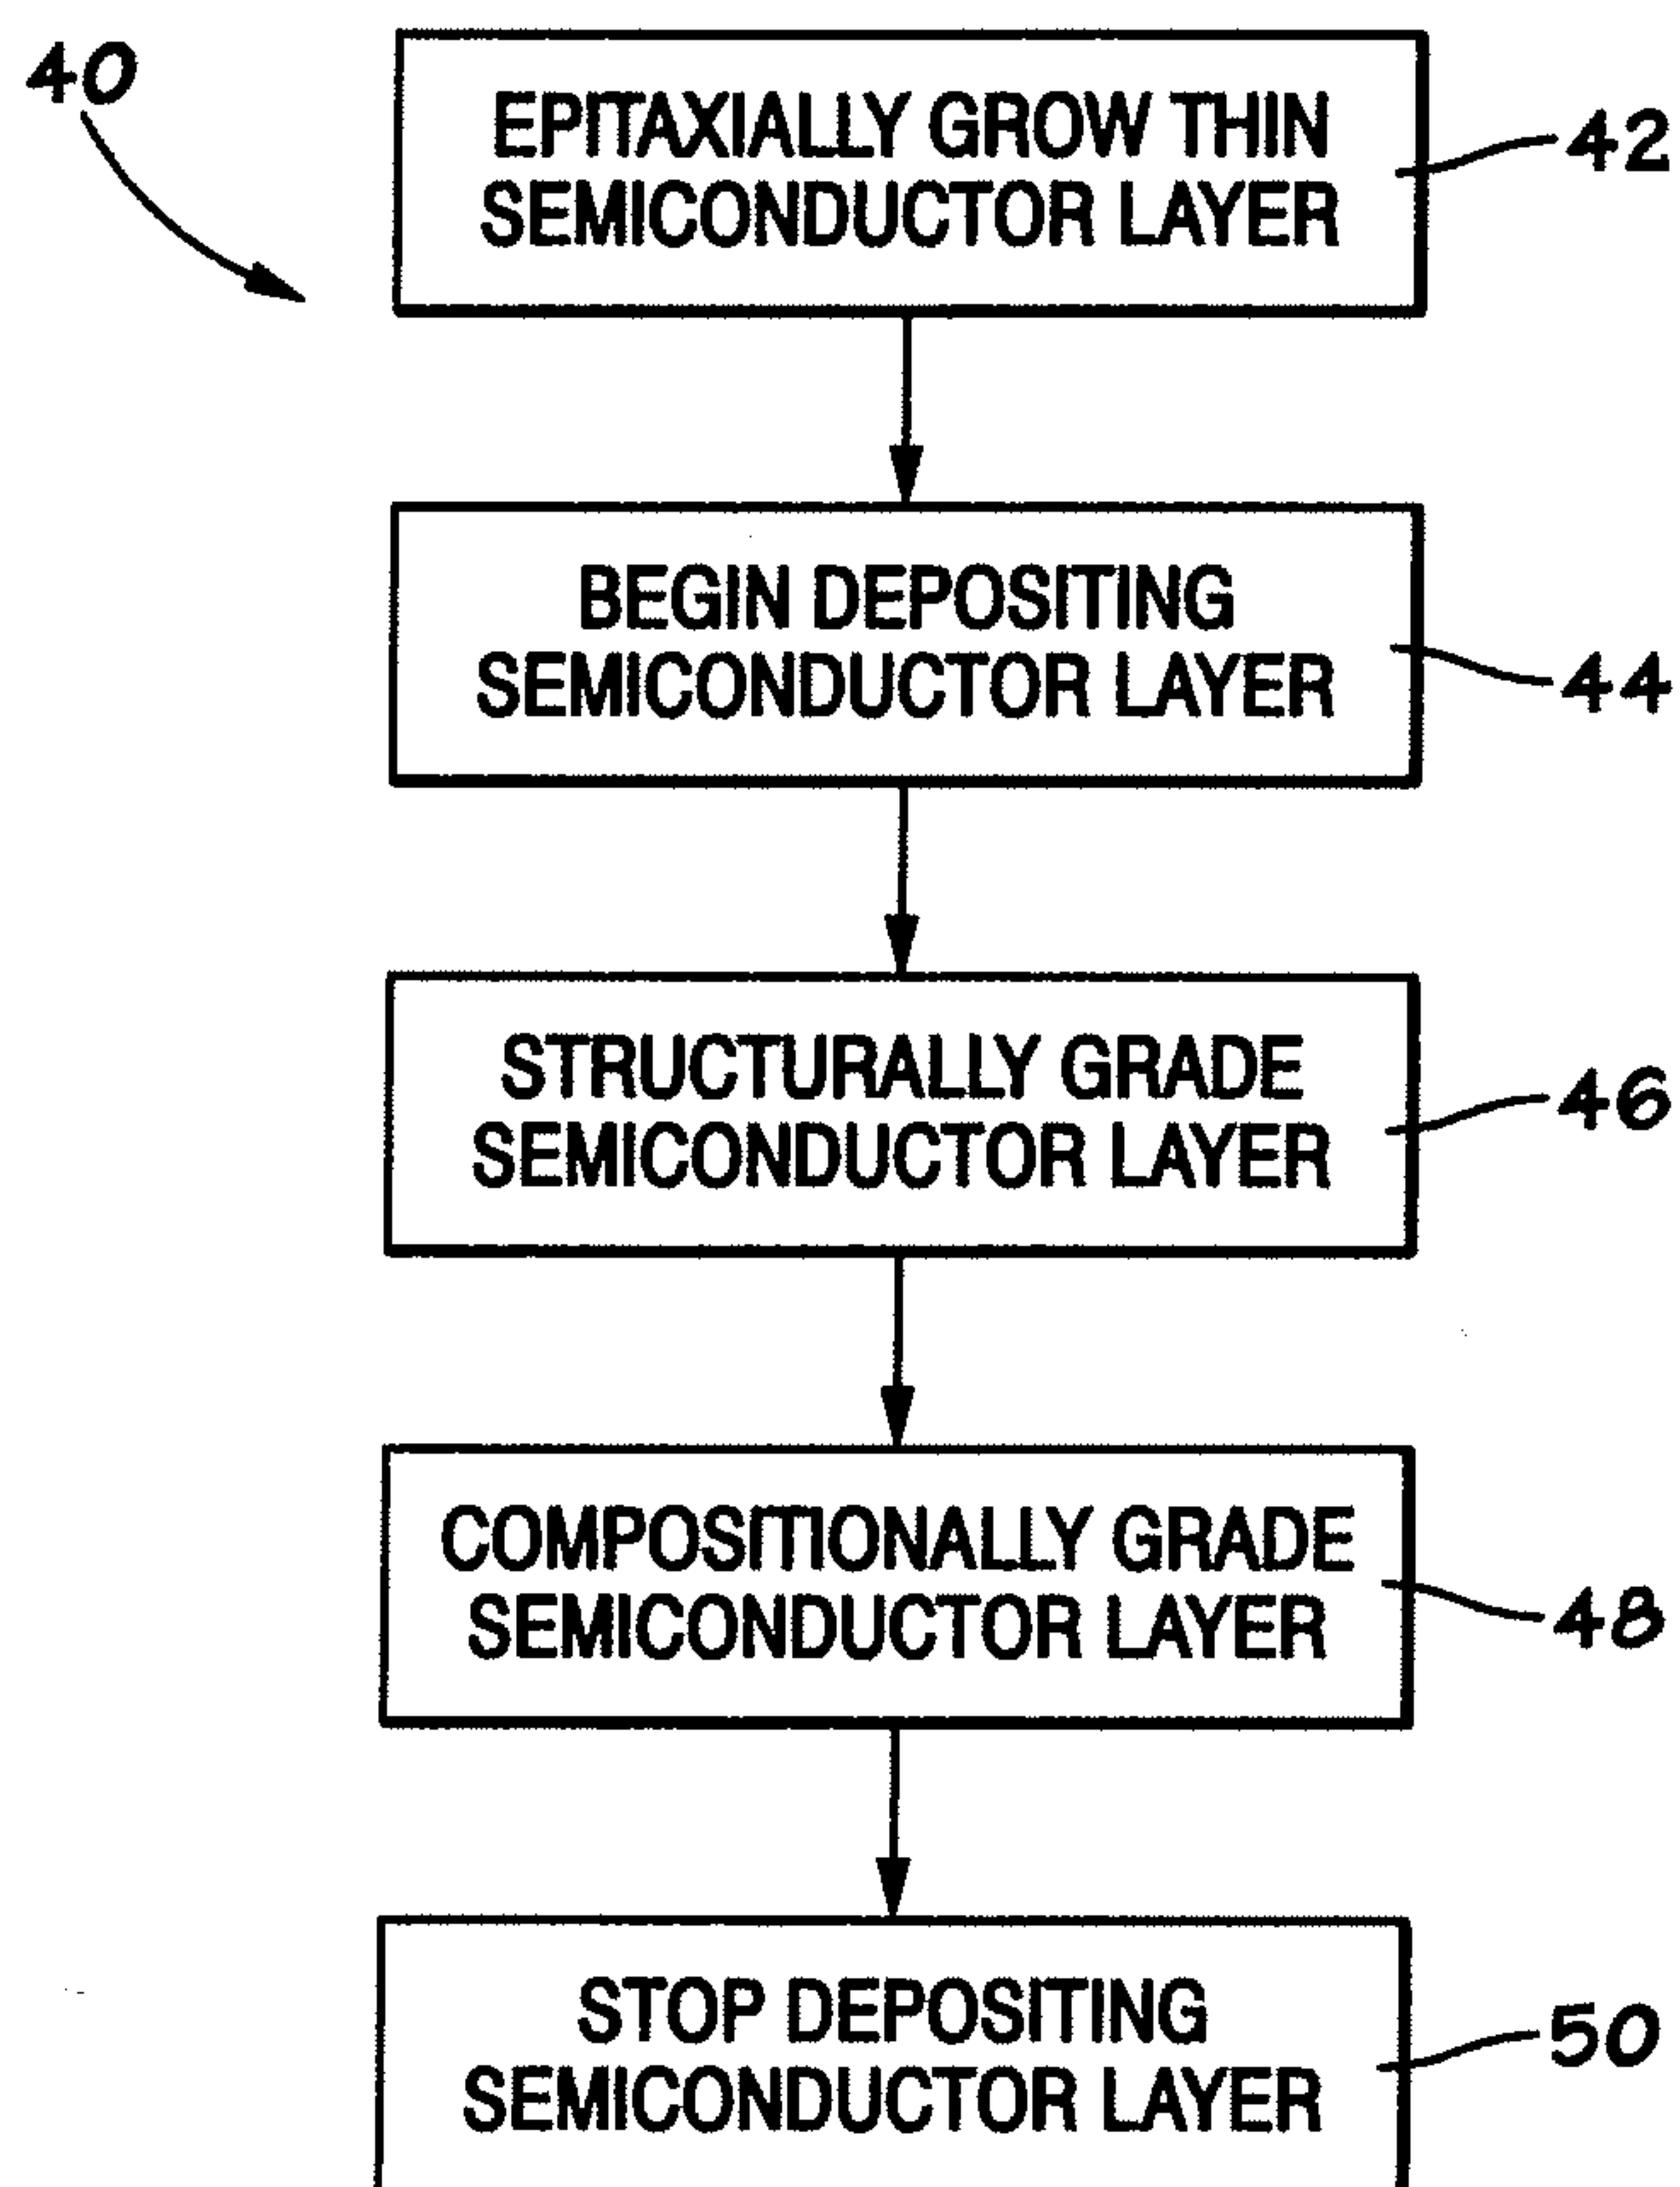 40
EPITAXIALLY GROW THIN
SEMICONDUCTOR LAYER
42
BEGIN DEPOSITING
SEMICONDUCTOR LAYER
44
STRUCTURALLY GRADE
SEMICONDUCTOR LAYER
46
COMPOSITIONALLY GRADE
SEMICONDUCTOR LAYER
48
STOP DEPOSITING
SEMICONDUCTOR LAYER
50